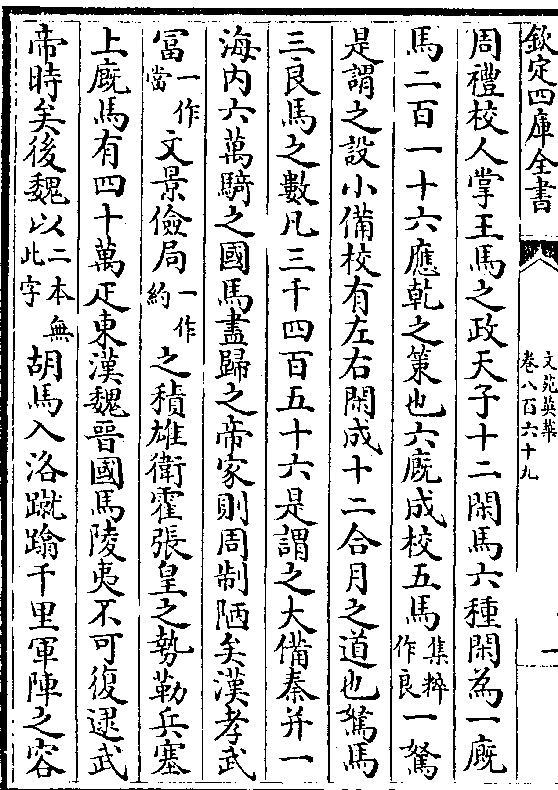 欽定四庫全書
文苑英華
卷八百六十九
一
周禮校人掌王馬之政天子十二閑馬六種閑為一廐
馬二百一十六應乾之策也六廐成校五馬集粹作良一駑
是謂之設小備校有左右閑成十二合月之道也駑馬
三良馬之數凡三千四百五十六是謂之大備秦并一
海内六萬騎之國馬盡歸之帝家則周制陋矣漢孝武
富一作當文景儉局一作約之積雄衛霍張皇之勢勒兵塞
上廐馬有四十萬疋東漢魏晉國馬陵夷不可復逮武
帝時矣後魏以二本無此字胡馬入洛蹴踰千里軍陣之容